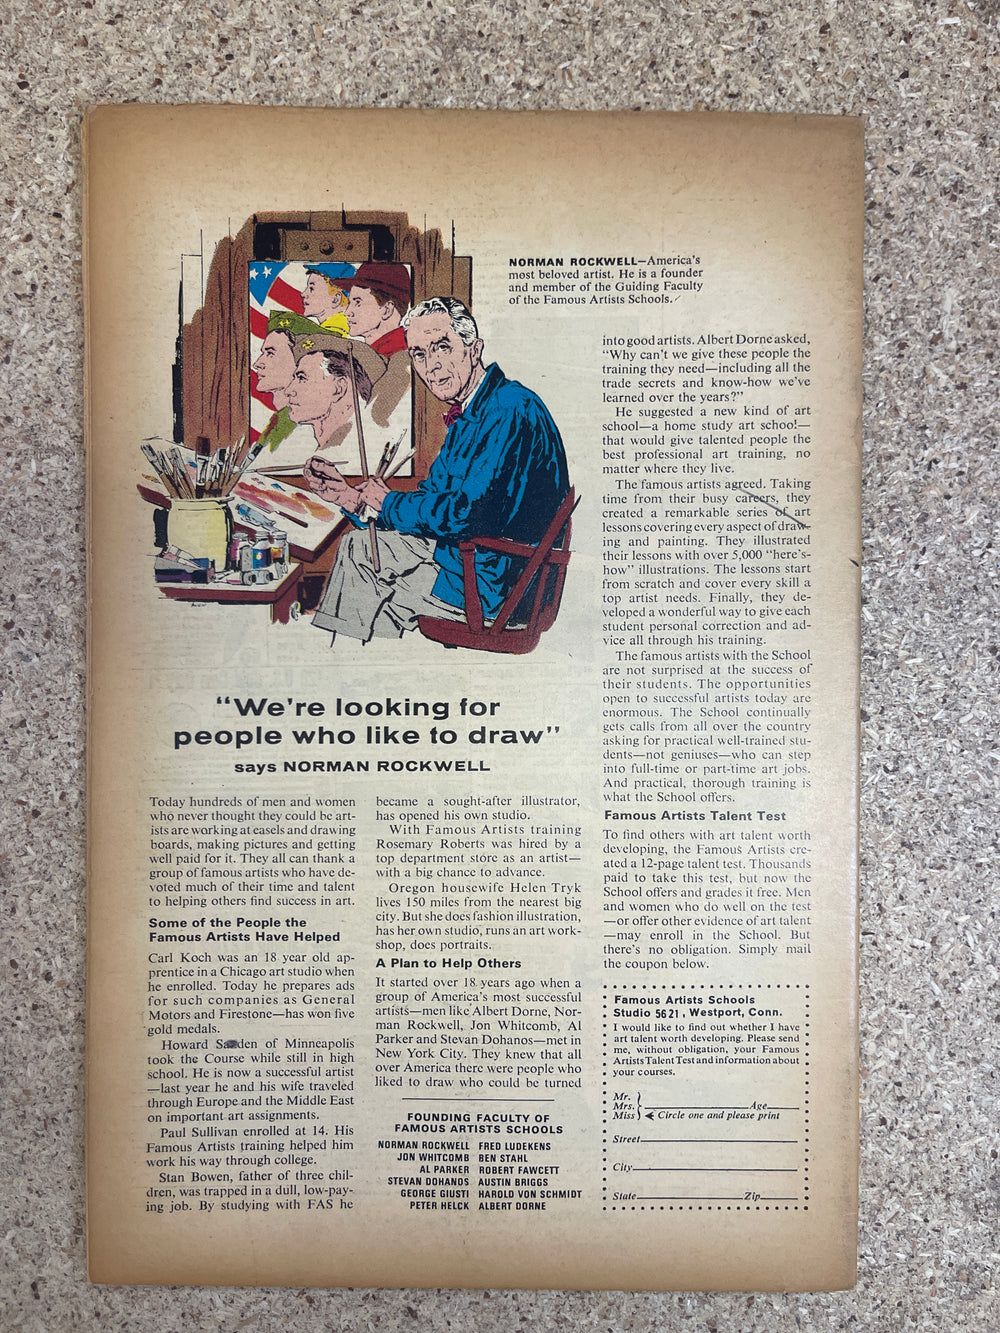 NORMAN ROCKWELL—America's
most beloved artist. He is a founder
and member of the Guiding Faculty
of the Famous Artists Schools.
"We're looking for
people who like to draw"
says NORMAN ROCKWELL
Today hundreds of men and women
who never thought they could be art-
ists are working at easels and drawing
boards, making pictures and getting
well paid for it. They all can thank a
group of famous artists who have de-
voted much of their time and talent
to helping others find success in art.
Some of the People the
Famous Artists Have Helped
Carl Koch was an 18 year old ap-
prentice in a Chicago art studio when
he enrolled. Today he prepares ads
for such companies as General
Motors and Firestone—has won five
gold medals.
Howard of Minneapolis
took the Course while still in high
school. He is now a successful artist
—last year he and his wife traveled
through Europe and the Middle East
on important art assignments.
Paul Sullivan enrolled at 14. His
Famous Artists training helped him
work his way through college.
Stan Bowen, father of three chil-
dren, was trapped in a dull, low-pay-
ing job. By studying with FAS he
became a sought-after illustrator,
has opened his own studio.
With Famous Artists training
Rosemary Roberts was hired by a
top department store as an artist—
with a big chance to advance.
Oregon housewife Helen Tryk
lives 150 miles from the nearest big
city. But she does fashion illustration,
has her own studio, runs an art work-
shop, does portraits.
A Plan to Help Others
It started over 18 years ago when a
group of America's most successful
artists—men like Albert Dorne, Nor-
man Rockwell, Jon Whitcomb, Al
Parker and Stevan Dohanos—met in
New York City. They knew that all
over America there were people who
liked to draw who could be turned
FOUNDING FACULTY OF
FAMOUS ARTISTS SCHOOLS
NORMAN ROCKWELL FRED LUDEKENS
JON WHITCOMB BEN STAHL
AL PARKER ROBERT FAWCETT
STEVAN DOHANOS AUSTIN BRIGGS
GEORGE GIUSTI HAROLD VON SCHMIDT
PETER HELCK ALBERT DORNE
into good artists. Albert Dorne asked,
"Why can't we give these people the
training they need—including all the
trade secrets and know-how we've
learned over the years?"
He suggested a new kind of art
school—a home study art school—
that would give talented people the
best professional art training, no
matter where they live.
The famous artists agreed. Taking
time from their busy careers, they
created a remarkable series of art
lessons covering every aspect of draw-
ing and painting. They illustrated
their lessons with over 5,000 "here's-
how" illustrations. The lessons start
from scratch and cover every skill a
top artist needs. Finally, they de-
veloped a wonderful way to give each
student personal correction and ad-
vice all through his training.
The famous artists with the School
are not surprised at the success of
their students. The opportunities
open to successful artists today are
enormous. The School continually
gets calls from all over the country
asking for practical well-trained stu-
dents—not geniuses—who can step
into full-time or part-time art jobs.
And practical, thorough training is
what the School offers.
Famous Artists Talent Test
To find others with art talent worth
developing, the Famous Artists cre-
ated a 12-page talent test. Thousands
paid to take this test, but now the
School offers and grades it free. Men
and women who do well on the test
—or offer other evidence of art talent
—may enroll in the School. But
there's no obligation. Simply mail
the coupon below.
Famous Artists Schools
Studio 5621, Westport, Conn.
I would like to find out whether I have
art talent worth developing. Please send
me, without obligation, your Famous
Artists Talent Test and information about
your courses.
Mr.
Mrs. Age
Miss Circle one and please print
Street
City
State Zip